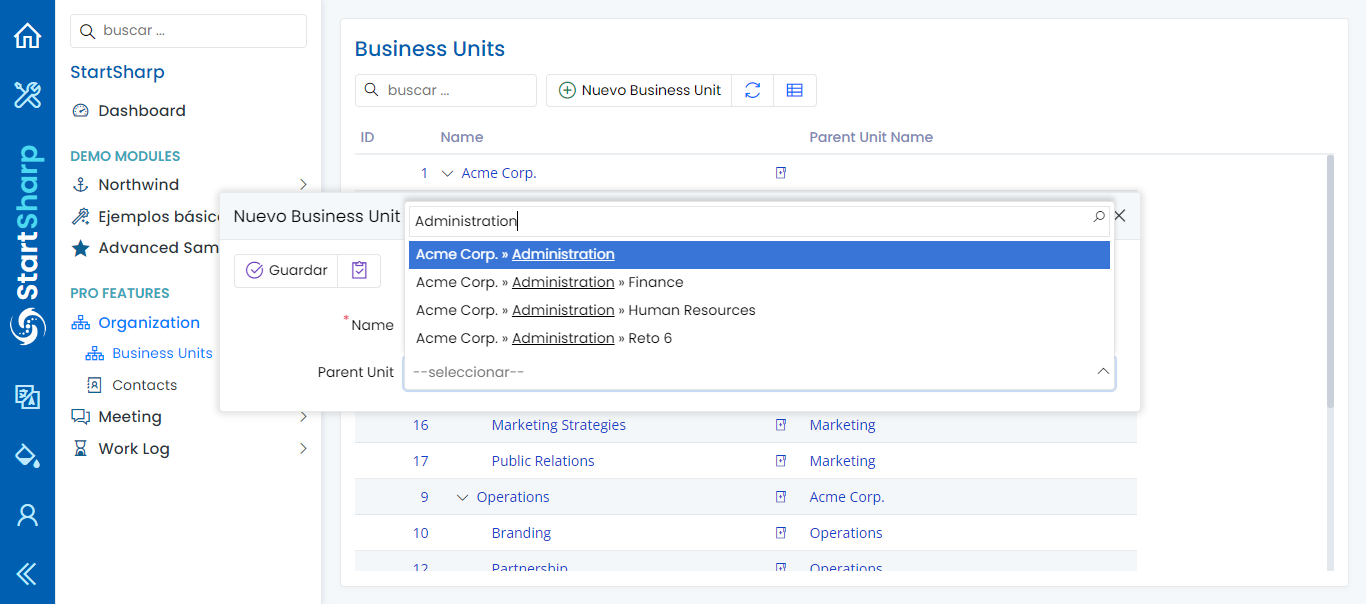 StartSharp
buscar ...
StartSharp
Dashboard
DEMO MODULES
Northwind
Ejemplos básic
Advanced Sam
PRO FEATURES
Organization
Business Units
Contacts
Meeting
Work Log
Business Units
buscar ...
Nuevo Business Unit
ID Name Parent Unit Name
1 Acme Corp.
Nuevo Business Unit
Administration
Acme Corp. » Administration
Acme Corp. » Administration » Finance
Acme Corp. » Administration » Human Resources
Acme Corp. » Administration » Reto 6
Guardar
*Name
Parent Unit --seleccionar--
16 Marketing Strategies Marketing
17 Public Relations Marketing
9 Operations Acme Corp.
10 Branding Operations
12 Partnership Operations